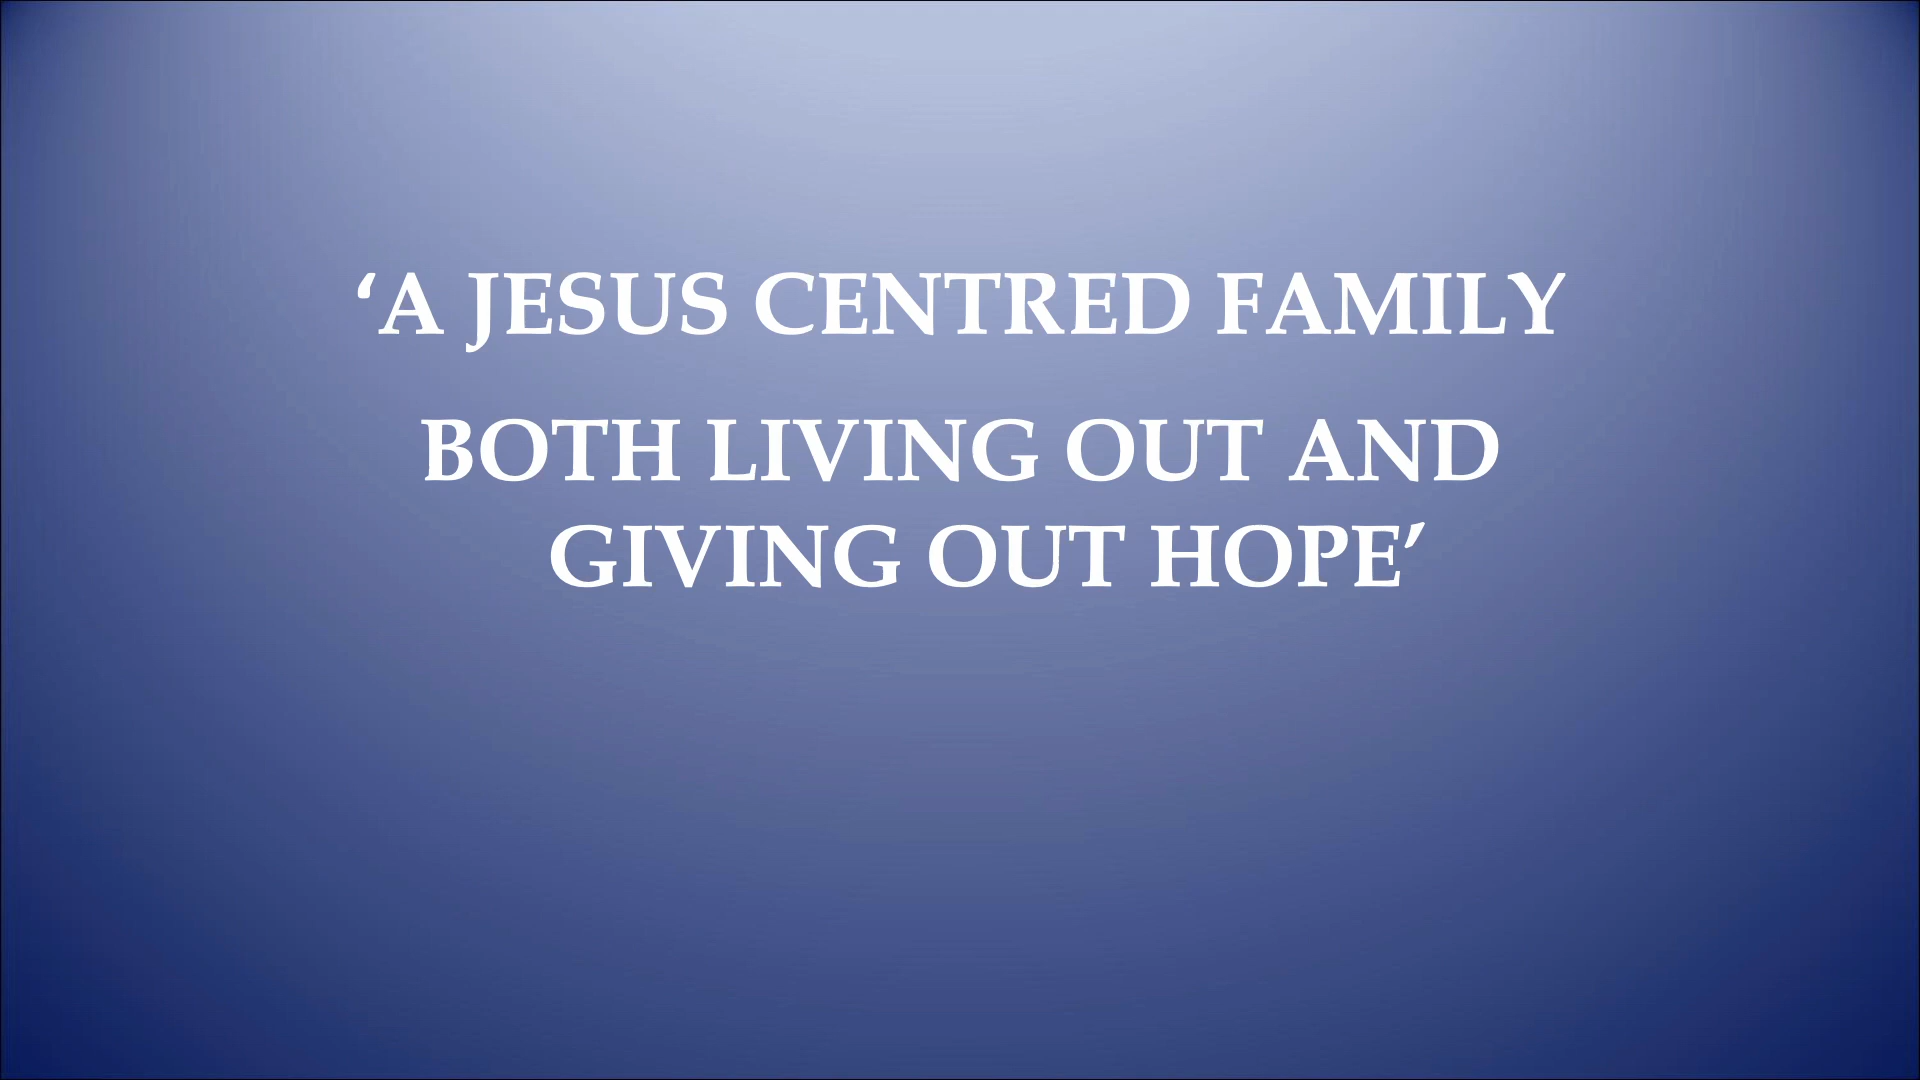 ‘A JESUS CENTRED FAMILY
BOTH LIVING OUT AND
GIVING OUT HOPE’